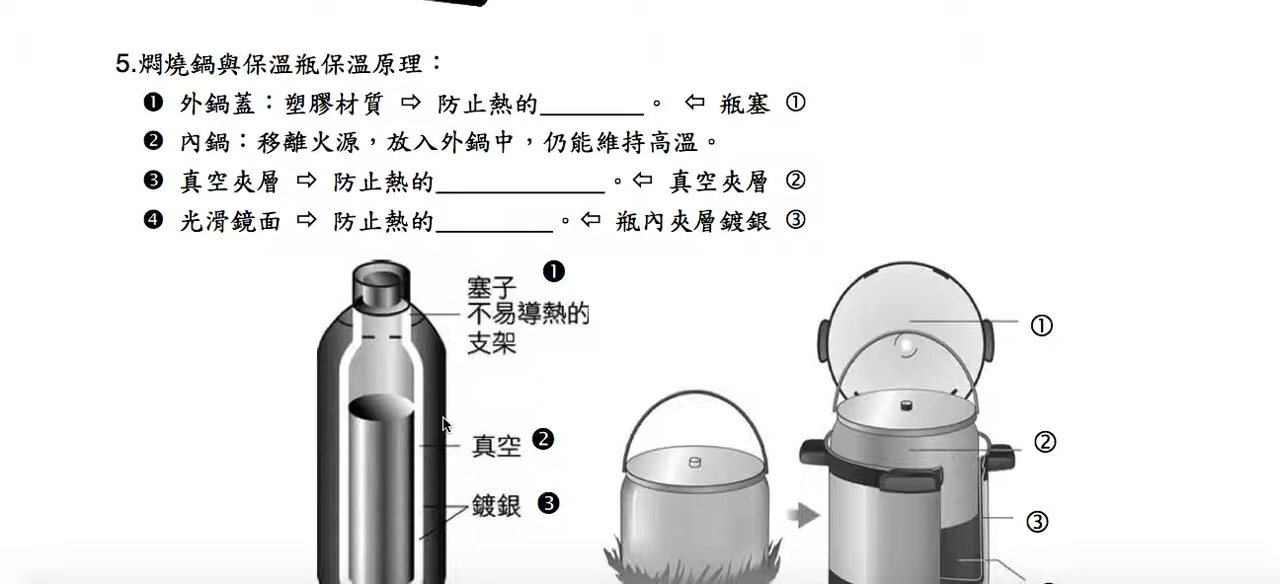 5.燜燒鍋與保溫瓶保溫原理：
❶ 外鍋蓋：塑膠材質 ⇨ 防止熱的________。 ⇦ 瓶塞 ①
❷ 內鍋：移離火源，放入外鍋中，仍能維持高溫。
❸ 真空夾層 ⇨ 防止熱的_____________。⇦ 真空夾層 ②
❹ 光滑鏡面 ⇨ 防止熱的_________。⇦ 瓶內夾層鍍銀 ③
塞子 ❶
不易導熱的
支架
真空 ❷
鍍銀 ❸
①
②
③